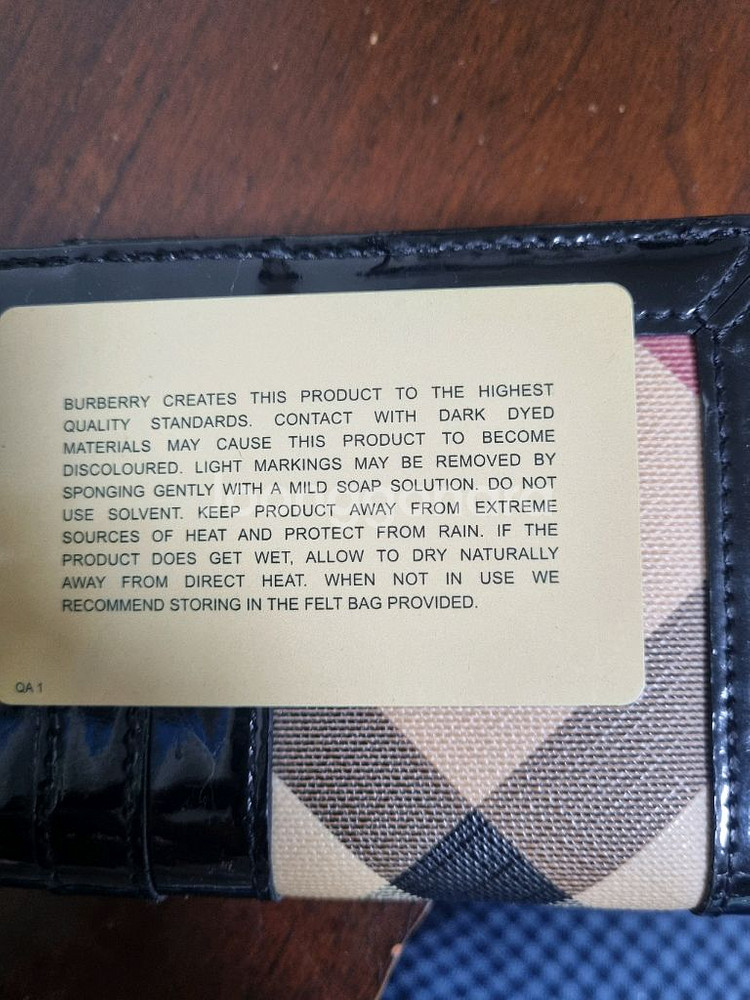 BURBERRY CREATES THIS PRODUCT TO THE HIGHEST
QUALITY STANDARDS. CONTACT WITH DARK DYED
MATERIALS MAY CAUSE THIS PRODUCT TO BECOME
DISCOLOURED. LIGHT MARKINGS MAY BE REMOVED BY
SPONGING GENTLY WITH A MILD SOAP SOLUTION. DO NOT
USE SOLVENT. KEEP PRODUCT AWAY FROM EXTREME
SOURCES OF HEAT AND PROTECT FROM RAIN. IF THE
PRODUCT DOES GET WET, ALLOW TO DRY NATURALLY
AWAY FROM DIRECT HEAT. WHEN NOT IN USE WE
RECOMMEND STORING IN THE FELT BAG PROVIDED.
QA 1